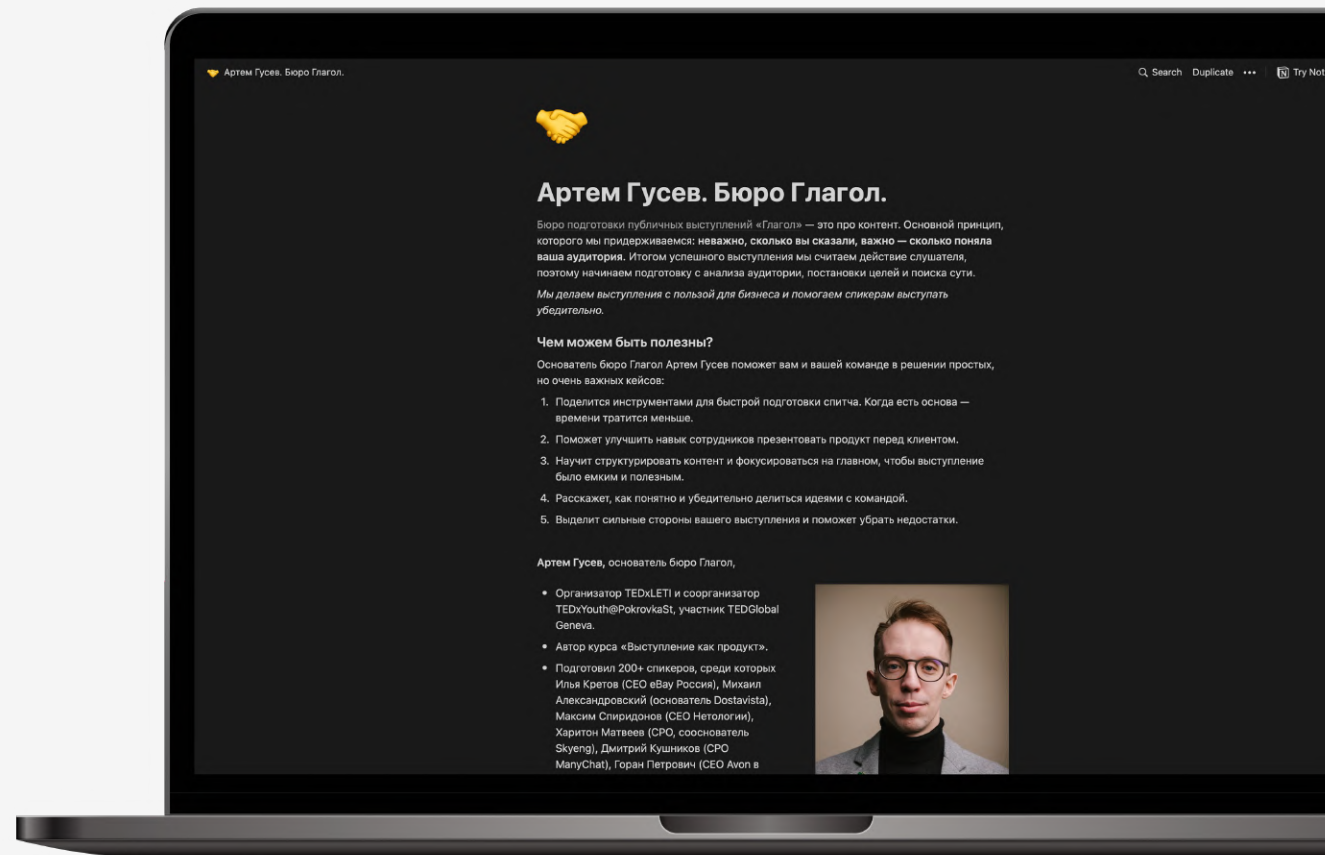 Артем Гусев. Бюро Глагол.
Search Duplicate ••• Try Not
Артем Гусев. Бюро Глагол.
Бюро подготовки публичных выступлений «Глагол» — это про контент. Основной принцип,
которого мы придерживаемся: неважно, сколько вы сказали, важно — сколько поняла
ваша аудитория. Итогом успешного выступления мы считаем действие слушателя,
поэтому начинаем подготовку с анализа аудитории, постановки целей и поиска сути.
Мы делаем выступления с пользой для бизнеса и помогаем спикерам выступать
убедительно.
Чем можем быть полезны?
Основатель бюро Глагол Артем Гусев поможет вам и вашей команде в решении простых,
но очень важных кейсов:
1. Поделится инструментами для быстрой подготовки спитча. Когда есть основа —
времени тратится меньше.
2. Поможет улучшить навык сотрудников презентовать продукт перед клиентом.
3. Научит структурировать контент и фокусироваться на главном, чтобы выступление
было емким и полезным.
4. Расскажет, как понятно и убедительно делиться идеями с командой.
5. Выделит сильные стороны вашего выступления и поможет убрать недостатки.
Артем Гусев, основатель бюро Глагол,
• Организатор TEDxLETI и соорганизатор
TEDxYouth@PokrovkaSt, участник TEDGlobal
Geneva.
• Автор курса «Выступление как продукт».
• Подготовил 200+ спикеров, среди которых
Илья Кретов (CEO eBay Россия), Михаил
Александровский (основатель Dostavista),
Максим Спиридонов (CEO Нетологии),
Харитон Матвеев (CPO, сооснователь
Skyeng), Дмитрий Кушников (CPO
ManyChat), Горан Петрович (CEO Avon в